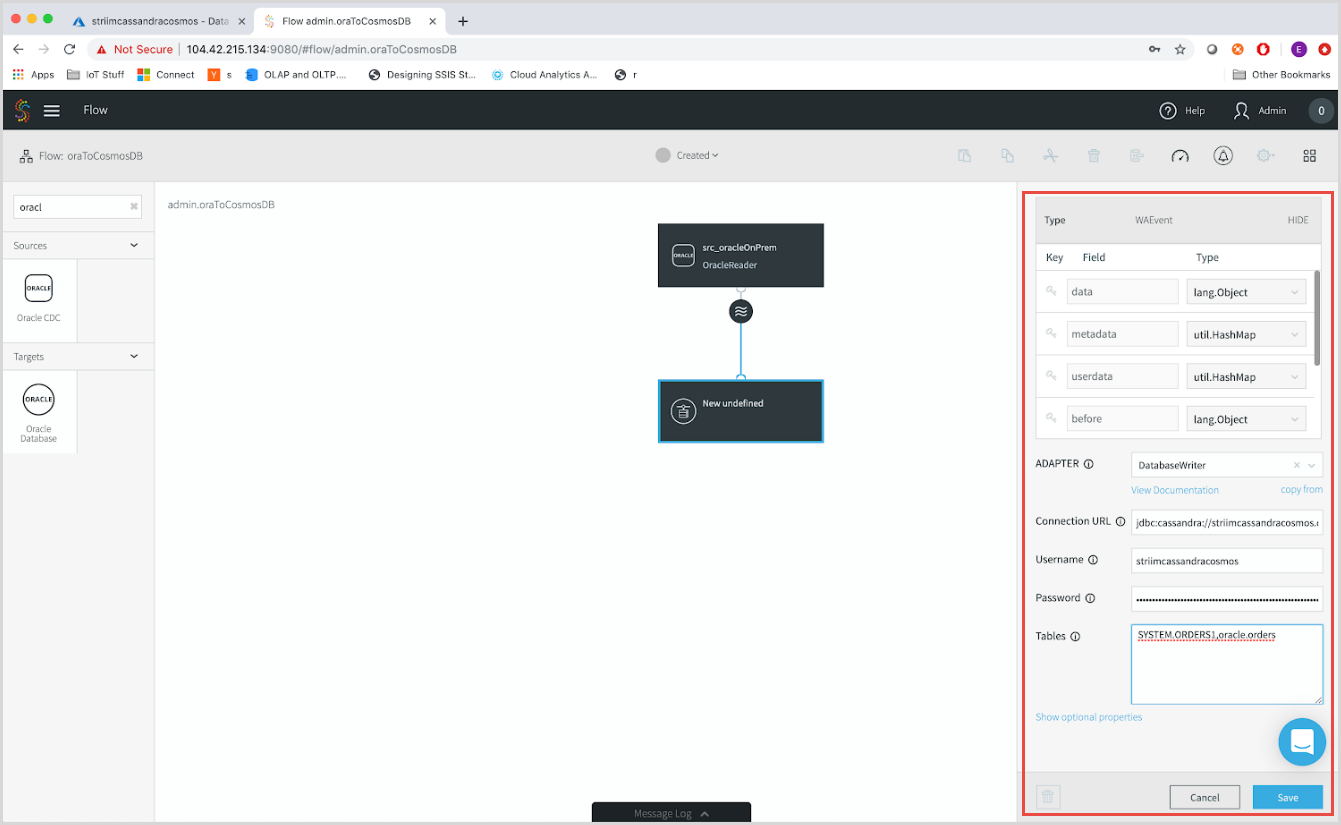 striimcassandracosmos - Data
Flow admin.oraToCosmosDB
Not Secure | 104.42.215.134:9080/#flow/admin.oraToCosmosDB
E
Apps IoT Stuff Connect Y s OLAP and OLTP.... Designing SSIS St... Cloud Analytics A... r Other Bookmarks
Flow ? Help Admin 0
Flow: oraToCosmosDB Created
oracl
Sources
ORACLE
Oracle CDC
Targets
ORACLE
Oracle
Database
admin.oraToCosmosDB
ORACLE
src_oracleOnPrem
OracleReader
New undefined
Message Log
Type WAEvent HIDE
Key Field Type
data lang.Object
metadata util.HashMap
userdata util.HashMap
before lang.Object
ADAPTER DatabaseWriter
View Documentation copy from
Connection URL jdbc:cassandra://striimcassandracosmos.c
Username striimcassandracosmos
Password
Tables SYSTEM.ORDERS1,oracle.orders
Show optional properties
Cancel Save